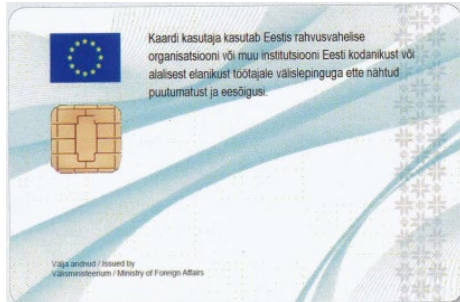 Kaardi kasutaja kasutab Eestis rahvusvahelise
organisatsiooni või muu institutsiooni Eesti kodanikust või
alalisest elanikust töötajale välislepinguga ette nähtud
puutumatust ja eesõigusi.
Välja andnud / Issued by
Välisministeerium / Ministry of Foreign Affairs